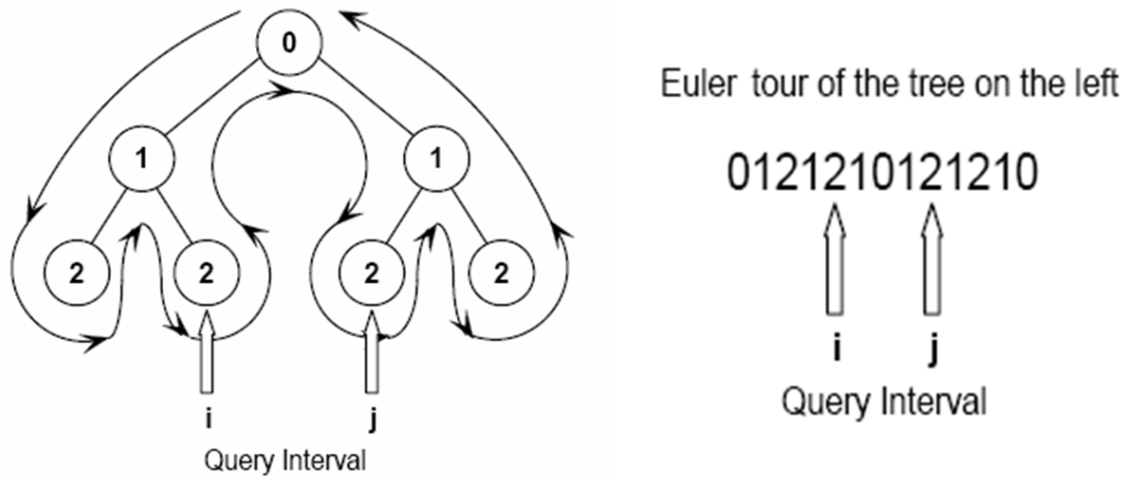 0
1 1
2 2 2 2
i j
Query Interval
Euler tour of the tree on the left
0121210121210
i j
Query Interval